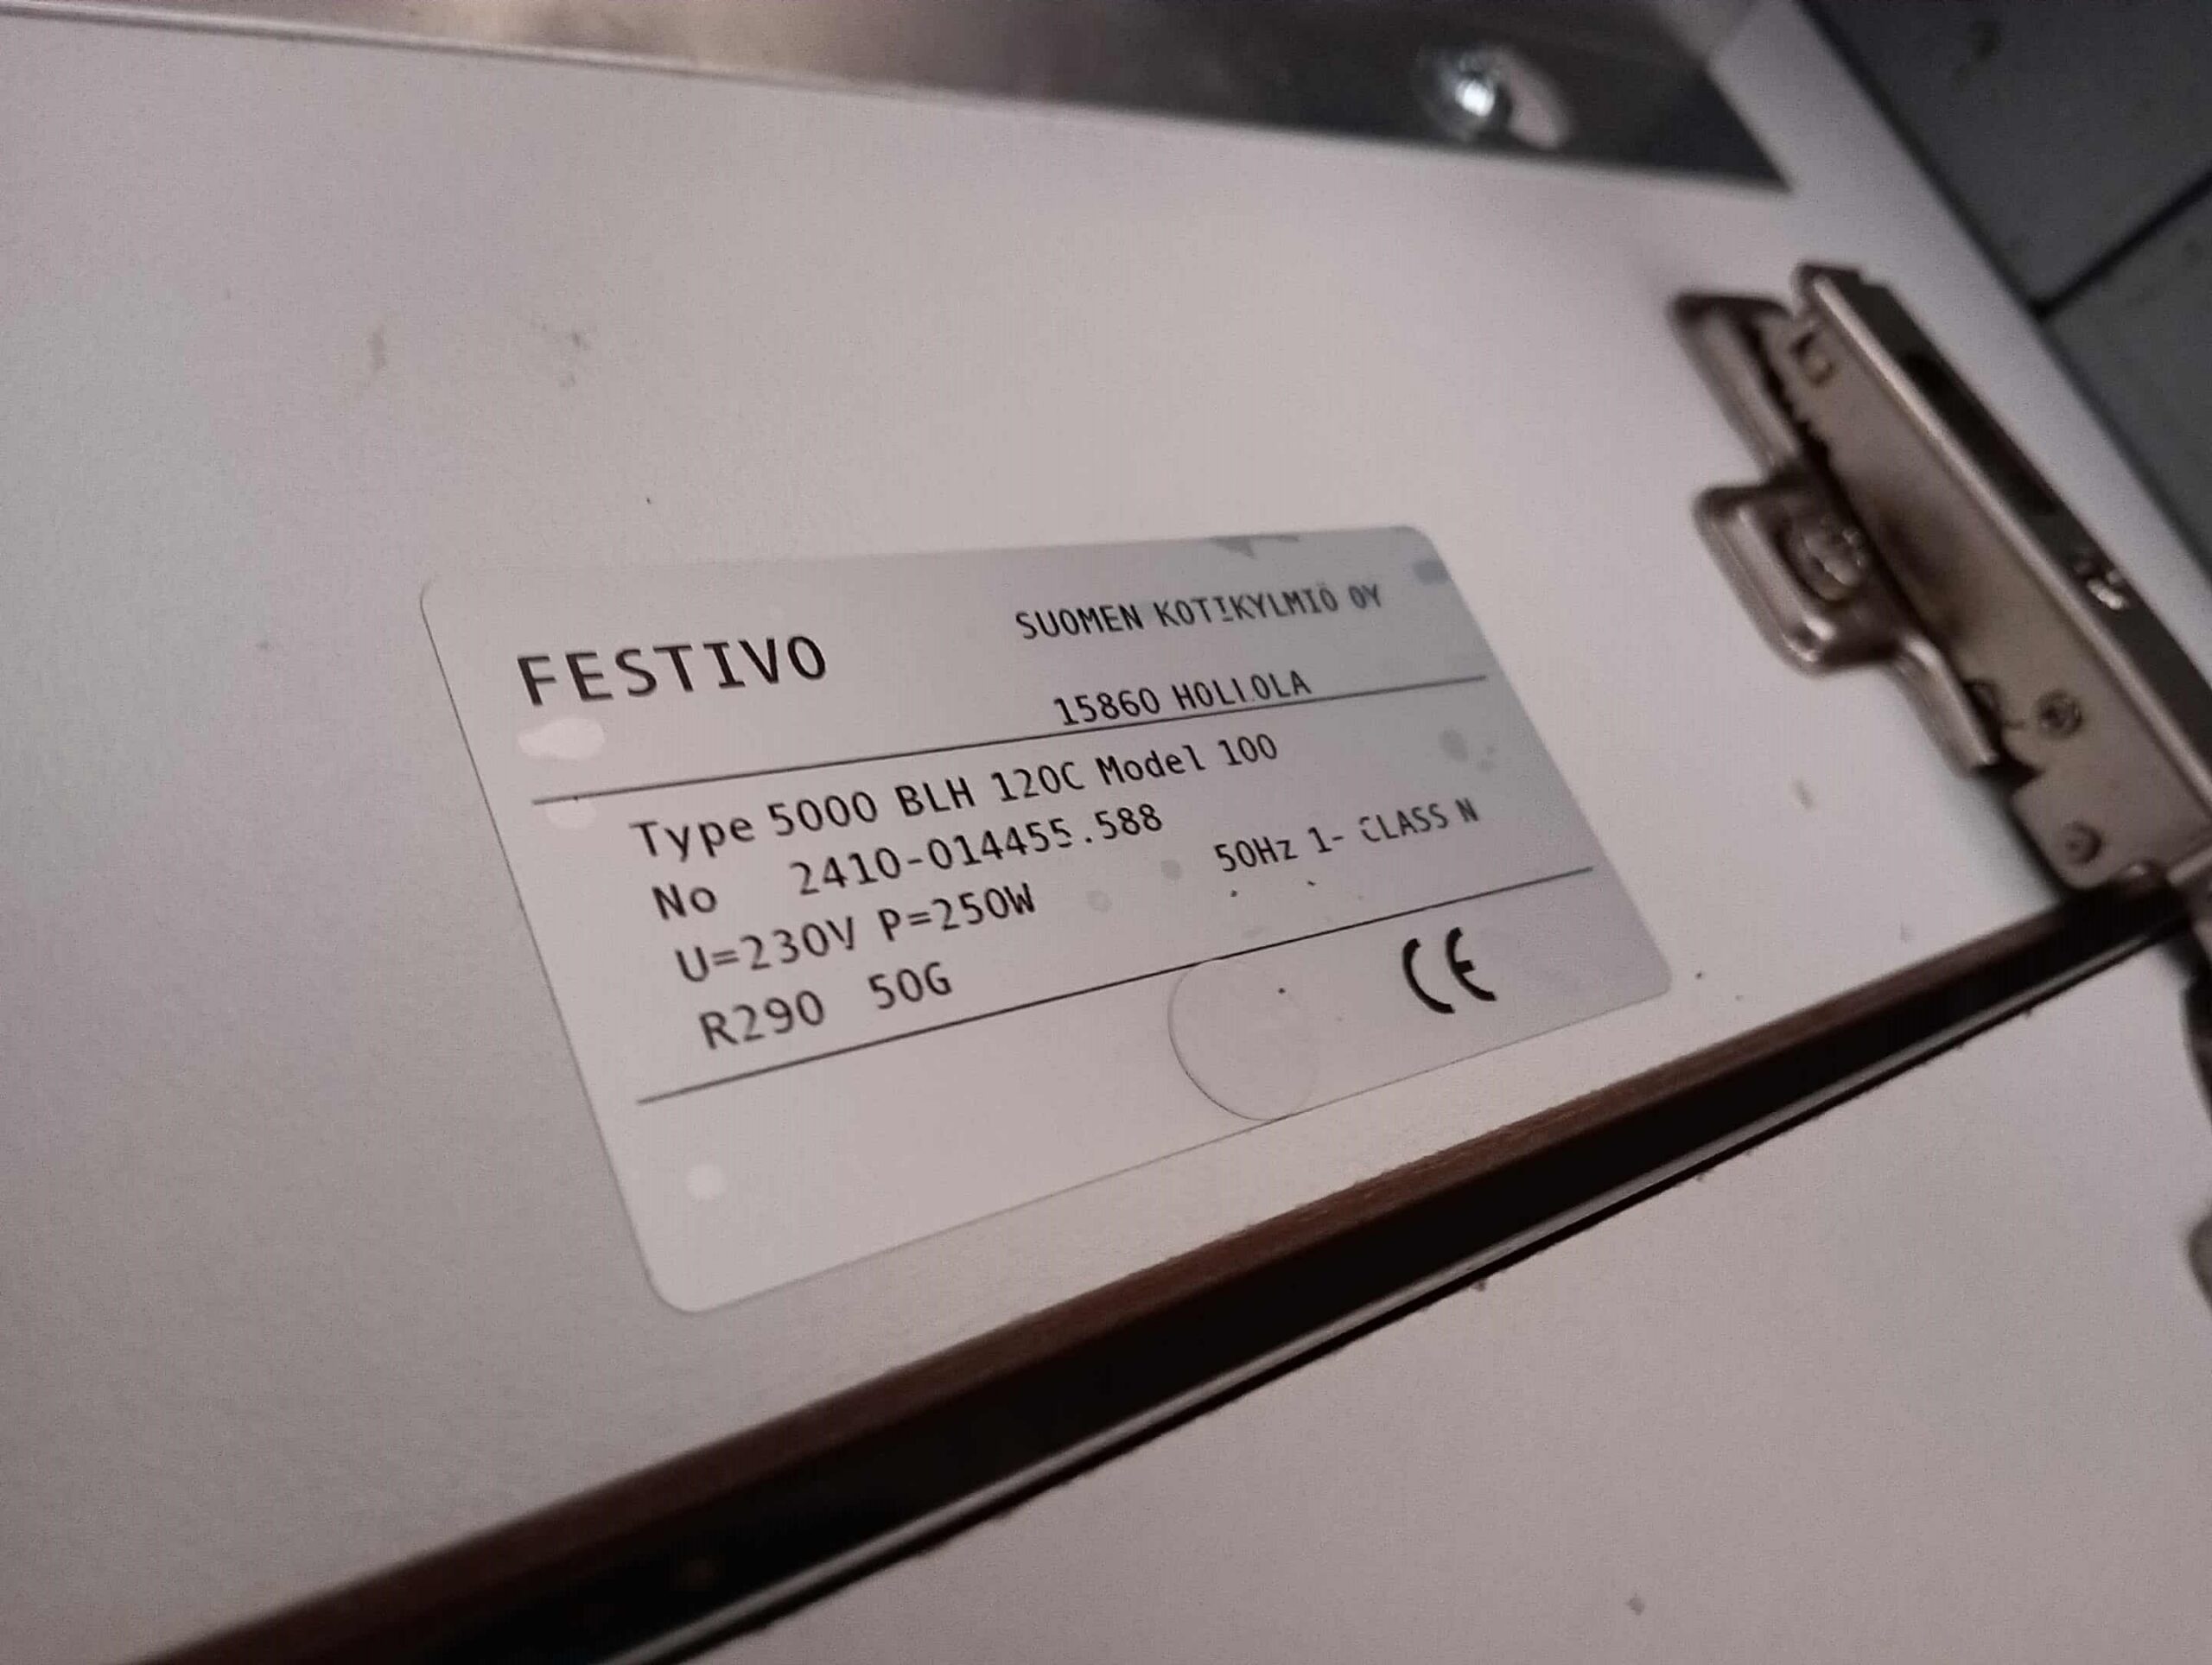 FESTIVO
SUOMEN KOTIKYLMIÖ OY
15860 HOLLOLA
Type 5000 BLH 120C Model 100
No 2410-014455.588
U=230V P=250W 50Hz 1- CLASS N
R290 50G
CE